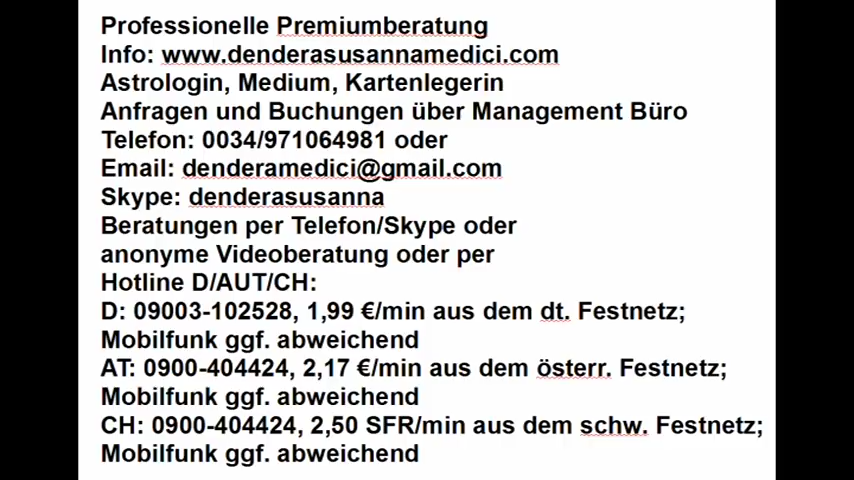 Professionelle Premiumberatung
Info: www.denderasusannamedici.com
Astrologin, Medium, Kartenlegerin
Anfragen und Buchungen über Management Büro
Telefon: 0034/971064981 oder
Email: denderamedici@gmail.com
Skype: denderasusanna
Beratungen per Telefon/Skype oder
anonyme Videoberatung oder per
Hotline D/AUT/CH:
D: 09003-102528, 1,99 €/min aus dem dt. Festnetz;
Mobilfunk ggf. abweichend
AT: 0900-404424, 2,17 €/min aus dem österr. Festnetz;
Mobilfunk ggf. abweichend
CH: 0900-404424, 2,50 SFR/min aus dem schw. Festnetz;
Mobilfunk ggf. abweichend